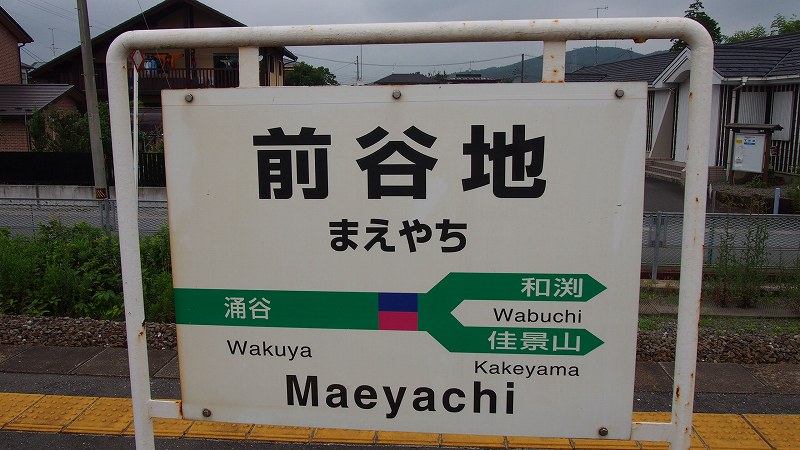 前谷地
まえやち
涌谷
和渕
Wabuchi
佳景山
Wakuya
Kakeyama
Maeyachi